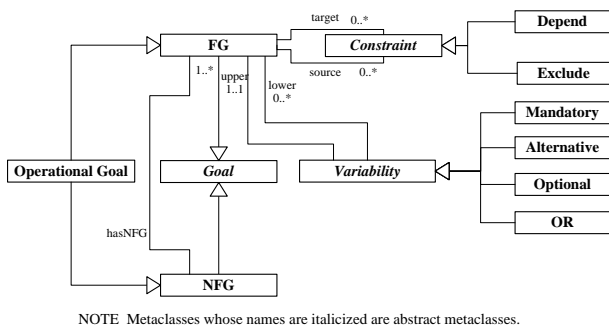 target 0..*
Depend
FG
Constraint
source 0..*
Exclude
1..*
upper
1..1
lower
0..*
Mandatory
Alternative
Operational Goal
Goal
Variability
Optional
OR
hasNFG
NFG
NOTE Metaclasses whose names are italicized are abstract metaclasses.